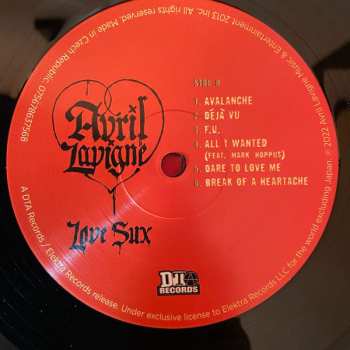 Avril
Lavigne
Love Sux
SIDE B
1. AVALANCHE
2. DÉJÀ VU
3. F.U.
4. ALL I WANTED
(FEAT. MARK HOPPUS)
5. DARE TO LOVE ME
6. BREAK OF A HEARTACHE
DTA
RECORDS
A DTA Records / Elektra Records release. Under exclusive license to Elektra Records LLC for the world excluding
2022 Avril Lavigne Music & Entertainment 2013 Inc. All rights reserved. Made in Czech Republic. 075678637568